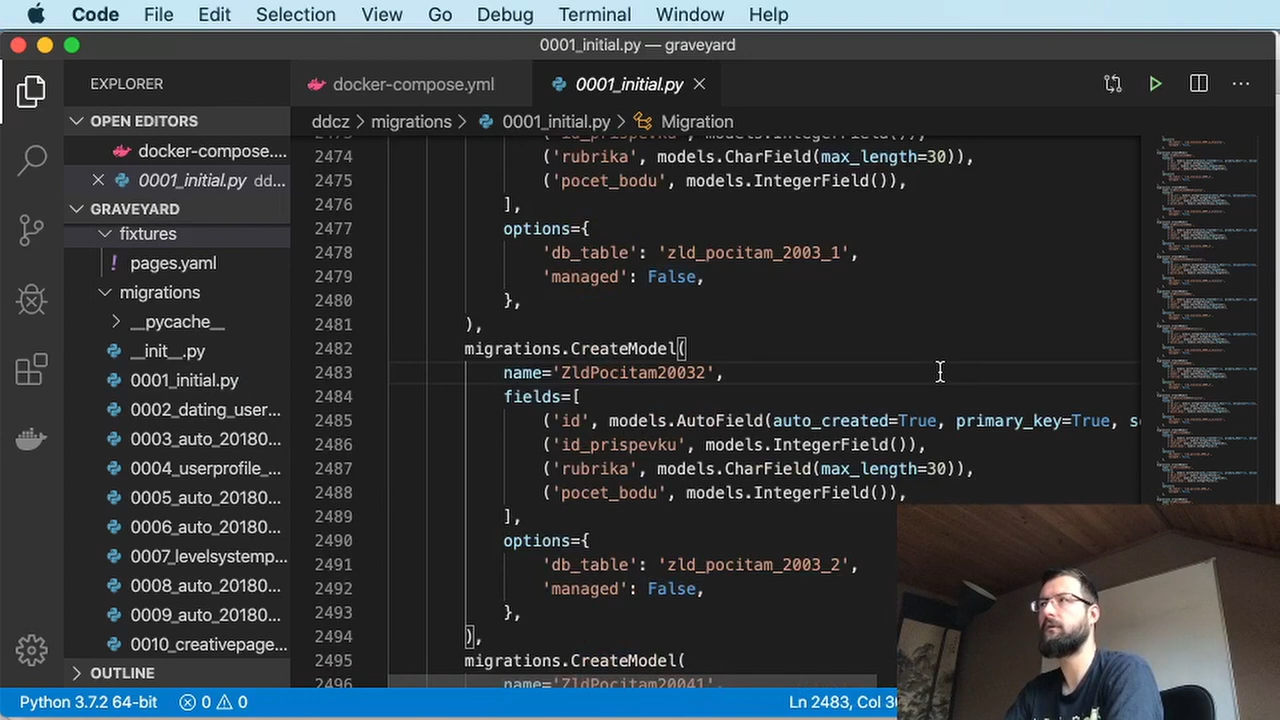 Code File Edit Selection View Go Debug Terminal Window Help
0001_initial.py — graveyard
EXPLORER
docker-compose.yml
0001_initial.py
OPEN EDITORS
docker-compose....
0001_initial.py dd...
GRAVEYARD
fixtures
pages.yaml
migrations
__pycache__
__init__.py
0001_initial.py
0002_dating_user...
0003_auto_20180...
0004_userprofile_...
0005_auto_20180...
0006_auto_20180...
0007_levelsystemp...
0008_auto_20180...
0009_auto_20180...
0010_creativepage...
OUTLINE
ddcz > migrations > 0001_initial.py > Migration
2474 ('rubrika', models.CharField(max_length=30)),
2475 ('pocet_bodu', models.IntegerField()),
2476 ],
2477 options={
2478 'db_table': 'zld_pocitam_2003_1',
2479 'managed': False,
2480 },
2481 ),
2482 migrations.CreateModel(
2483 name='ZldPocitam20032',
2484 fields=[
2485 ('id', models.AutoField(auto_created=True, primary_key=True,
2486 ('id_prispevku', models.IntegerField()),
2487 ('rubrika', models.CharField(max_length=30)),
2488 ('pocet_bodu', models.IntegerField()),
2489 ],
2490 options={
2491 'db_table': 'zld_pocitam_2003_2',
2492 'managed': False,
2493 },
2494 ),
2495 migrations.CreateModel(
2496 name='ZldPocitam20041',
Python 3.7.2 64-bit 0 0 Ln 2483, Col